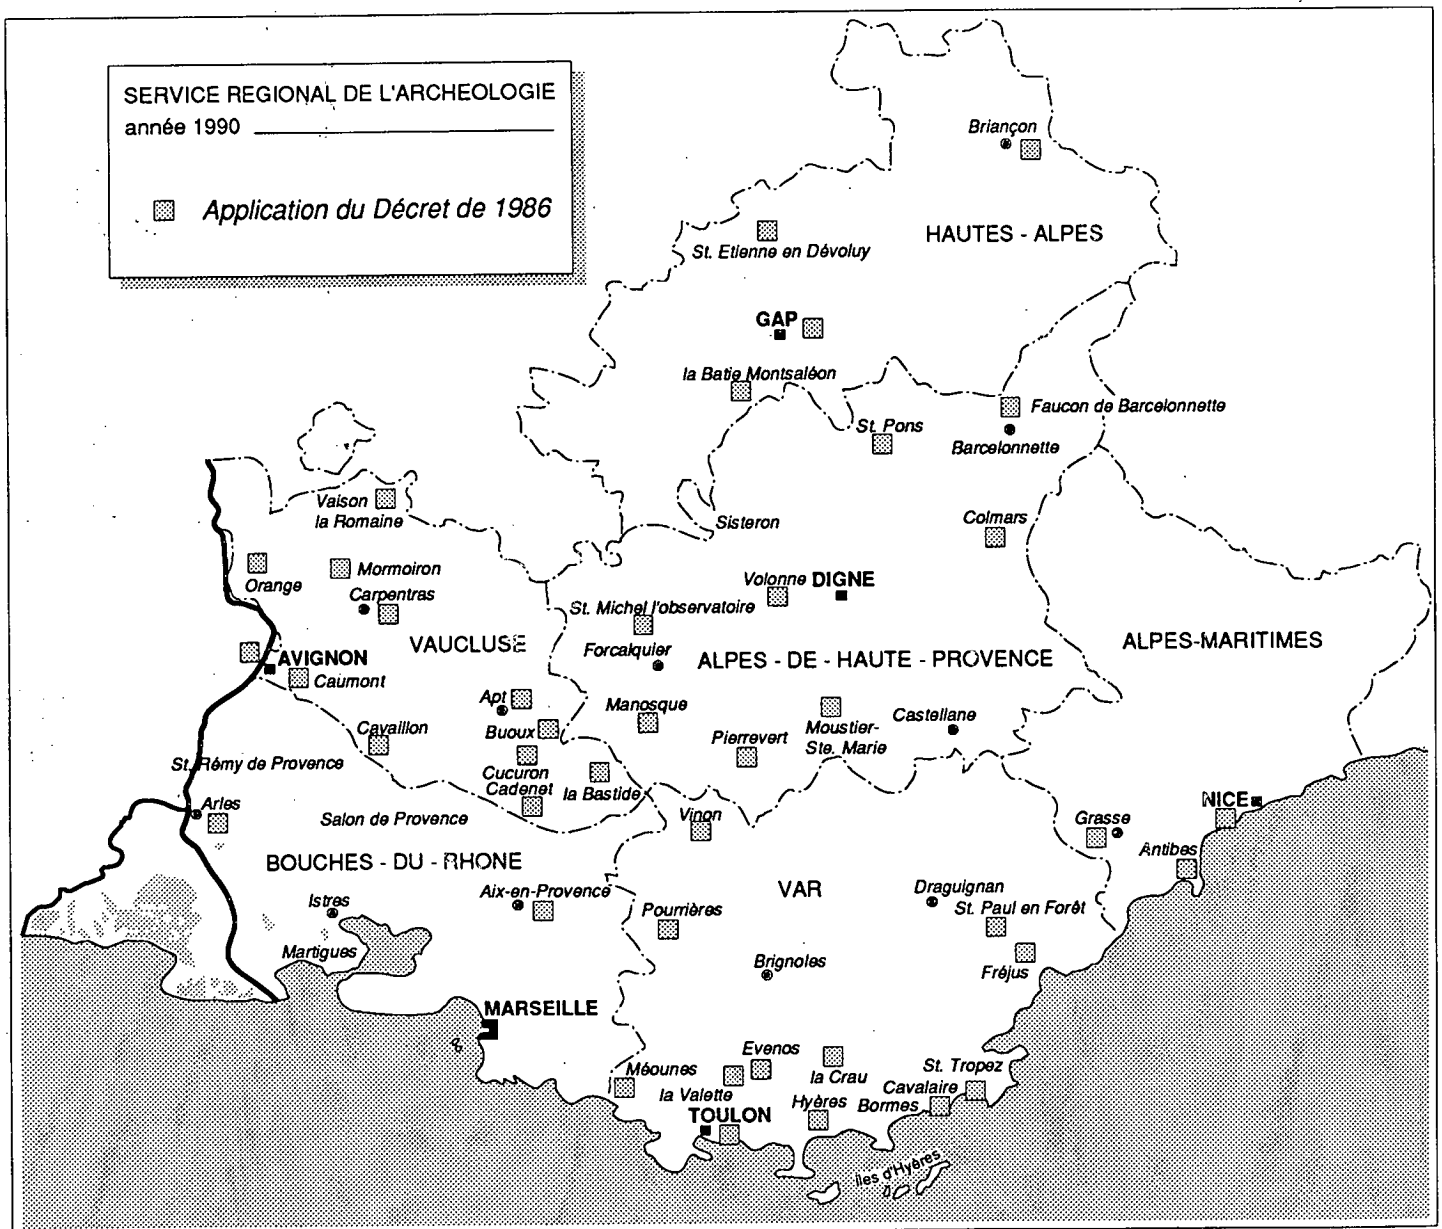 SERVICE REGIONAL DE L'ARCHEOLOGIE
année 1990
Application du Décret de 1986
Briançon
HAUTES - ALPES
St. Etienne en Dévoluy
GAP
la Batie Montsaléon
Faucon de Barcelonnette
St. Pons
Barcelonnette
Vaison
la Romaine
Sisteron
Colmars
Orange
Mormoiron
Carpentras
Volonne
DIGNE
St. Michel l'observatoire
VAUCLUSE
Forcalquier
ALPES - DE - HAUTE - PROVENCE
ALPES-MARITIMES
AVIGNON
Caumont
Apt
Manosque
Moustier-
Ste. Marie
Castellane
Cavaillon
Buoux
Pierrevert
St. Rémy de Provence
Cucuron
Cadenet
la Bastide
Arles
Salon de Provence
Vinon
NICE
Grasse
Antibes
BOUCHES - DU - RHONE
Aix-en-Provence
VAR
Draguignan
Istres
Pourrières
St. Paul en Forêt
Martigues
Brignoles
Fréjus
MARSEILLE
8
Méounes
Evenos
la Crau
St. Tropez
la Valette
Hyères
Cavalaire
Bormes
TOULON
Iles d'Hyères